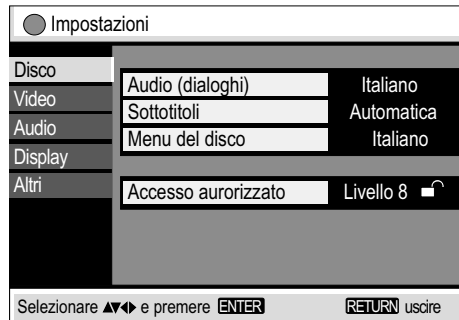 Impostazioni
Disco
Video
Audio
Display
Altri
Audio (dialoghi) Italiano
Sottotitoli Automatica
Menu del disco Italiano
Accesso aurorizzato Livello 8
Selezionare ▲▼◀▶ e premere ENTER RETURN uscire